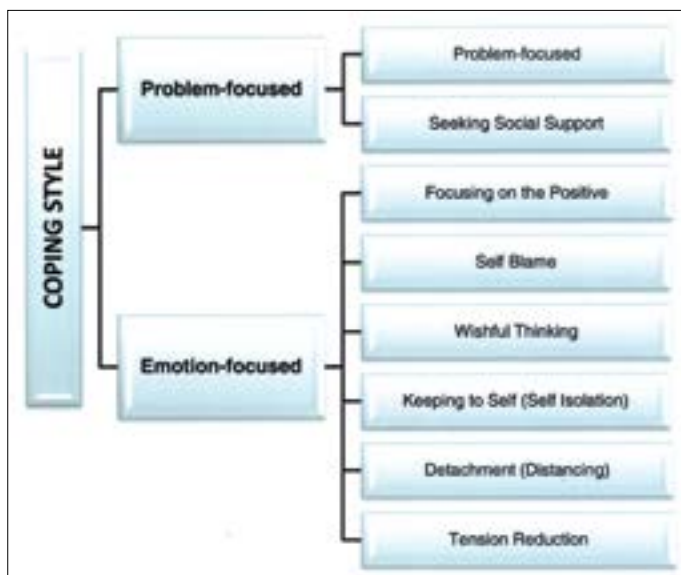 COPING STYLE
Problem-focused
Problem-focused
Seeking Social Support
Emotion-focused
Focusing on the Positive
Self Blame
Wishful Thinking
Keeping to Self (Self Isolation)
Detachment (Distancing)
Tension Reduction